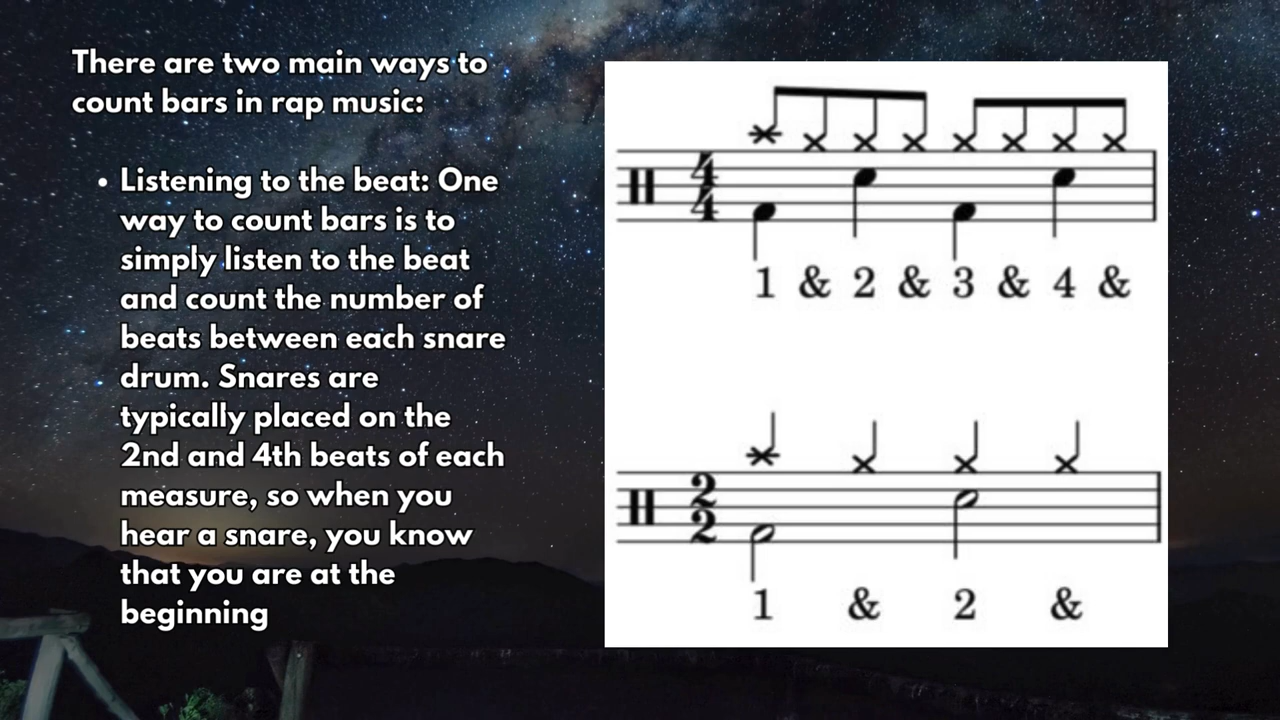 There are two main ways to
count bars in rap music:
• Listening to the beat: One
way to count bars is to
simply listen to the beat
and count the number of
beats between each snare
drum. Snares are
typically placed on the
2nd and 4th beats of each
measure, so when you
hear a snare, you know
that you are at the
beginning
4
4
1 & 2 & 3 & 4 &
2
2
1 & 2 &